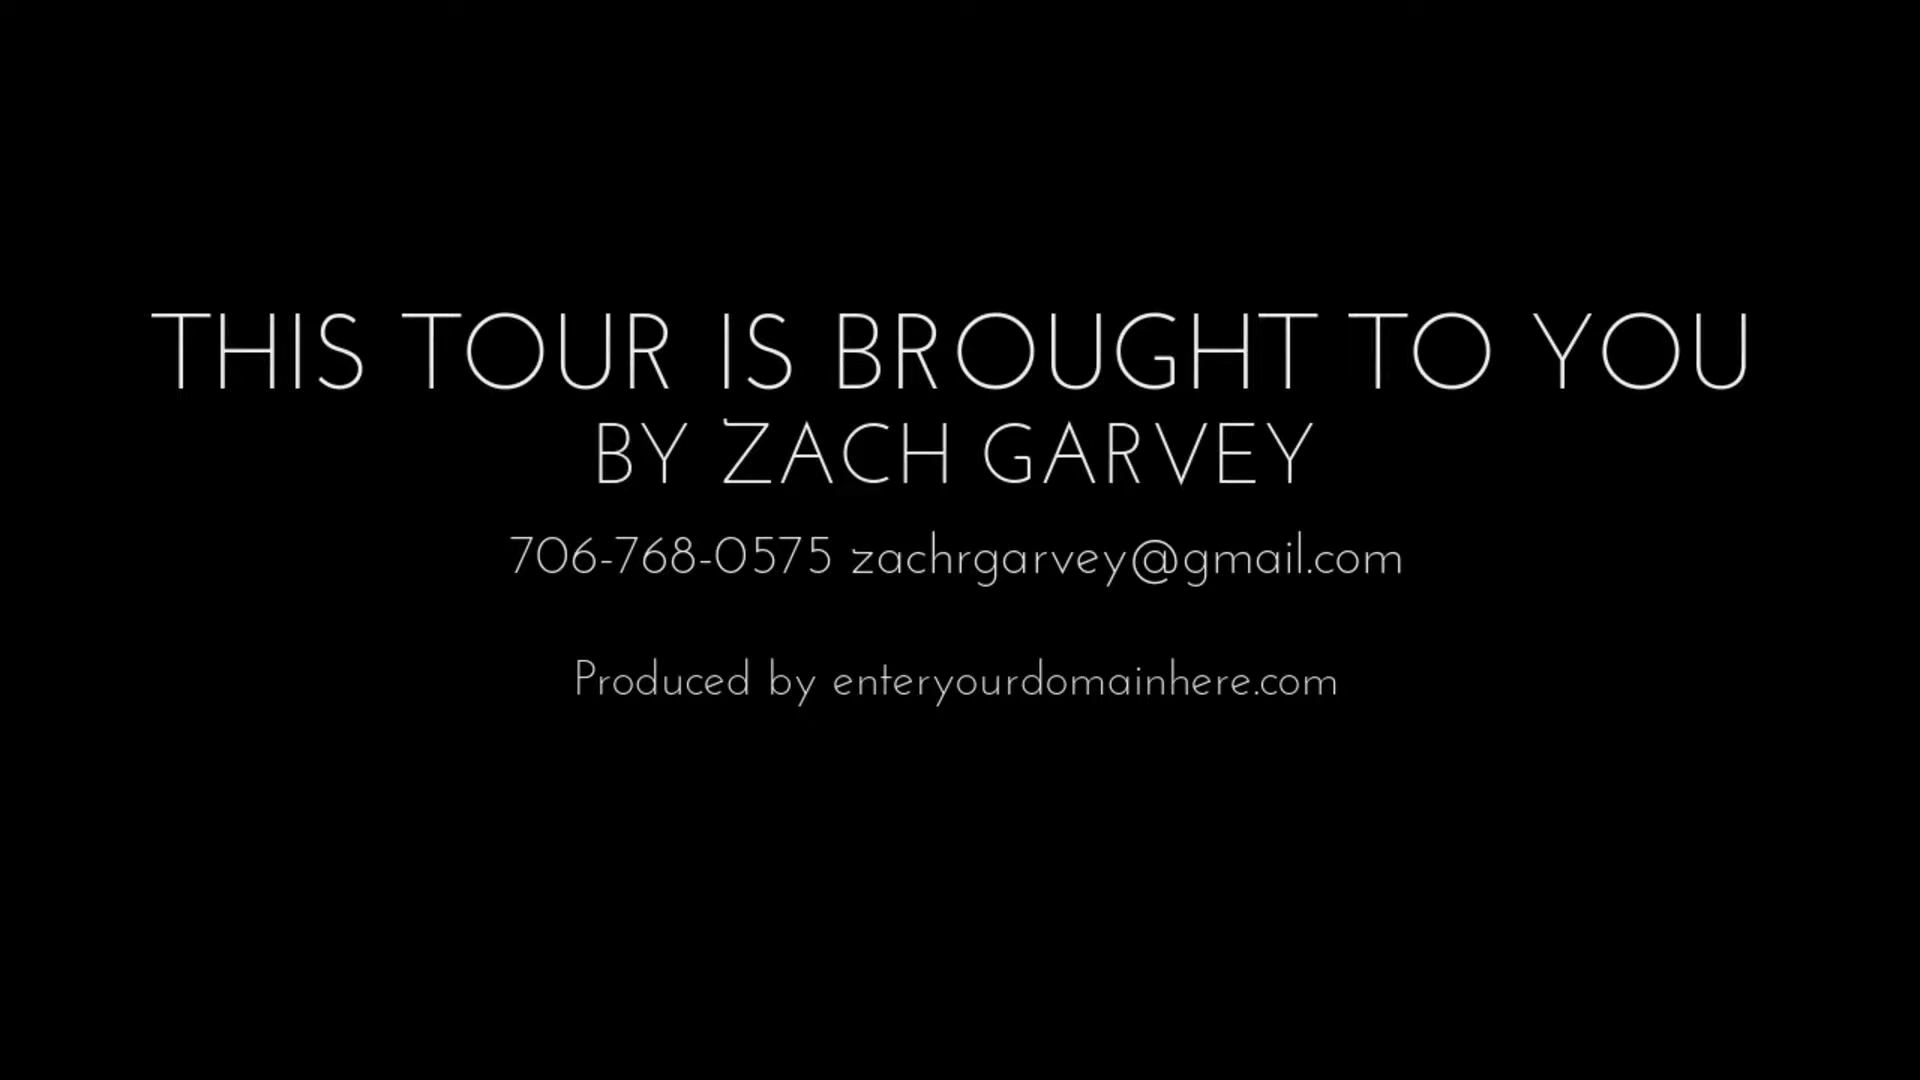 THIS TOUR IS BROUGHT TO YOU
BY ZACH GARVEY
706-768-0575 zachrgarvey@gmail.com
Produced by enteryourdomainhere.com